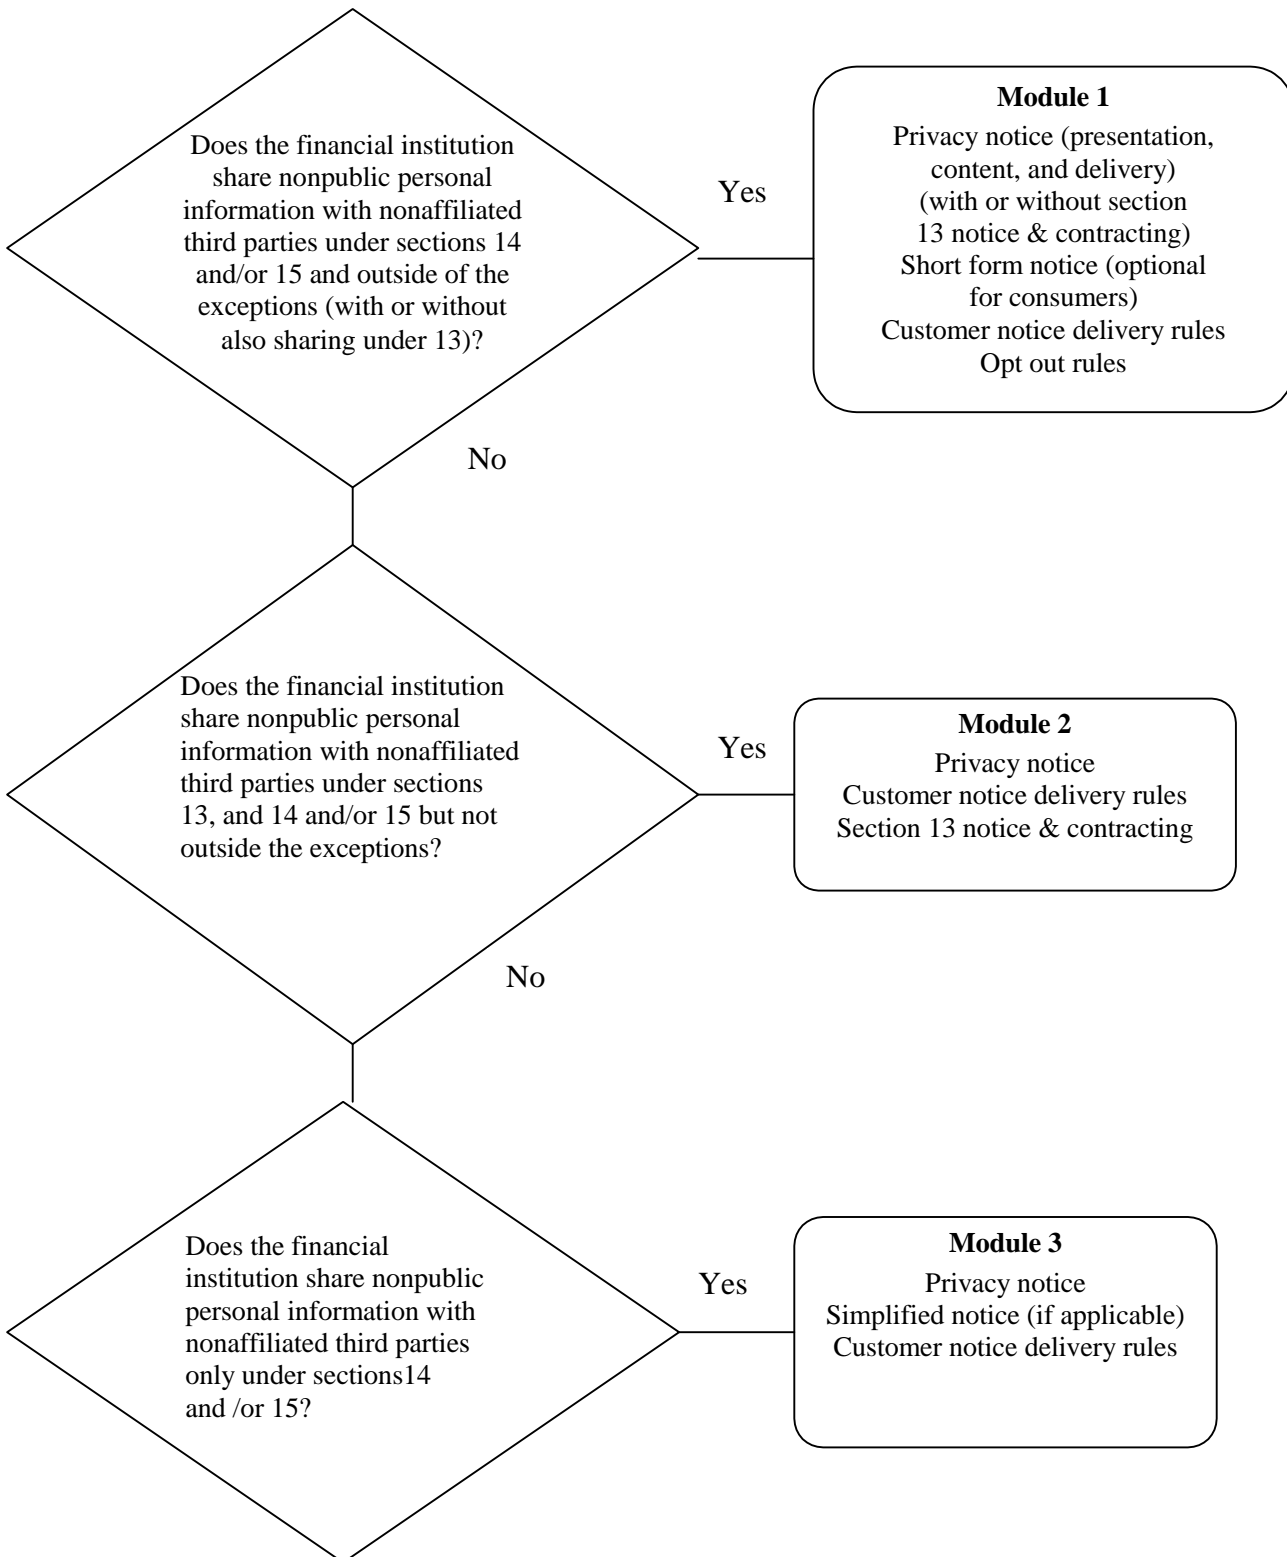 Does the financial institution
share nonpublic personal
information with nonaffiliated
third parties under sections 14
and/or 15 and outside of the
exceptions (with or without
also sharing under 13)?
Yes
Module 1
Privacy notice (presentation,
content, and delivery)
(with or without section
13 notice & contracting)
Short form notice (optional
for consumers)
Customer notice delivery rules
Opt out rules
No
Does the financial institution
share nonpublic personal
information with nonaffiliated
third parties under sections
13, and 14 and/or 15 but not
outside the exceptions?
Yes
Module 2
Privacy notice
Customer notice delivery rules
Section 13 notice & contracting
No
Does the financial
institution share nonpublic
personal information with
nonaffiliated third parties
only under sections14
and /or 15?
Yes
Module 3
Privacy notice
Simplified notice (if applicable)
Customer notice delivery rules